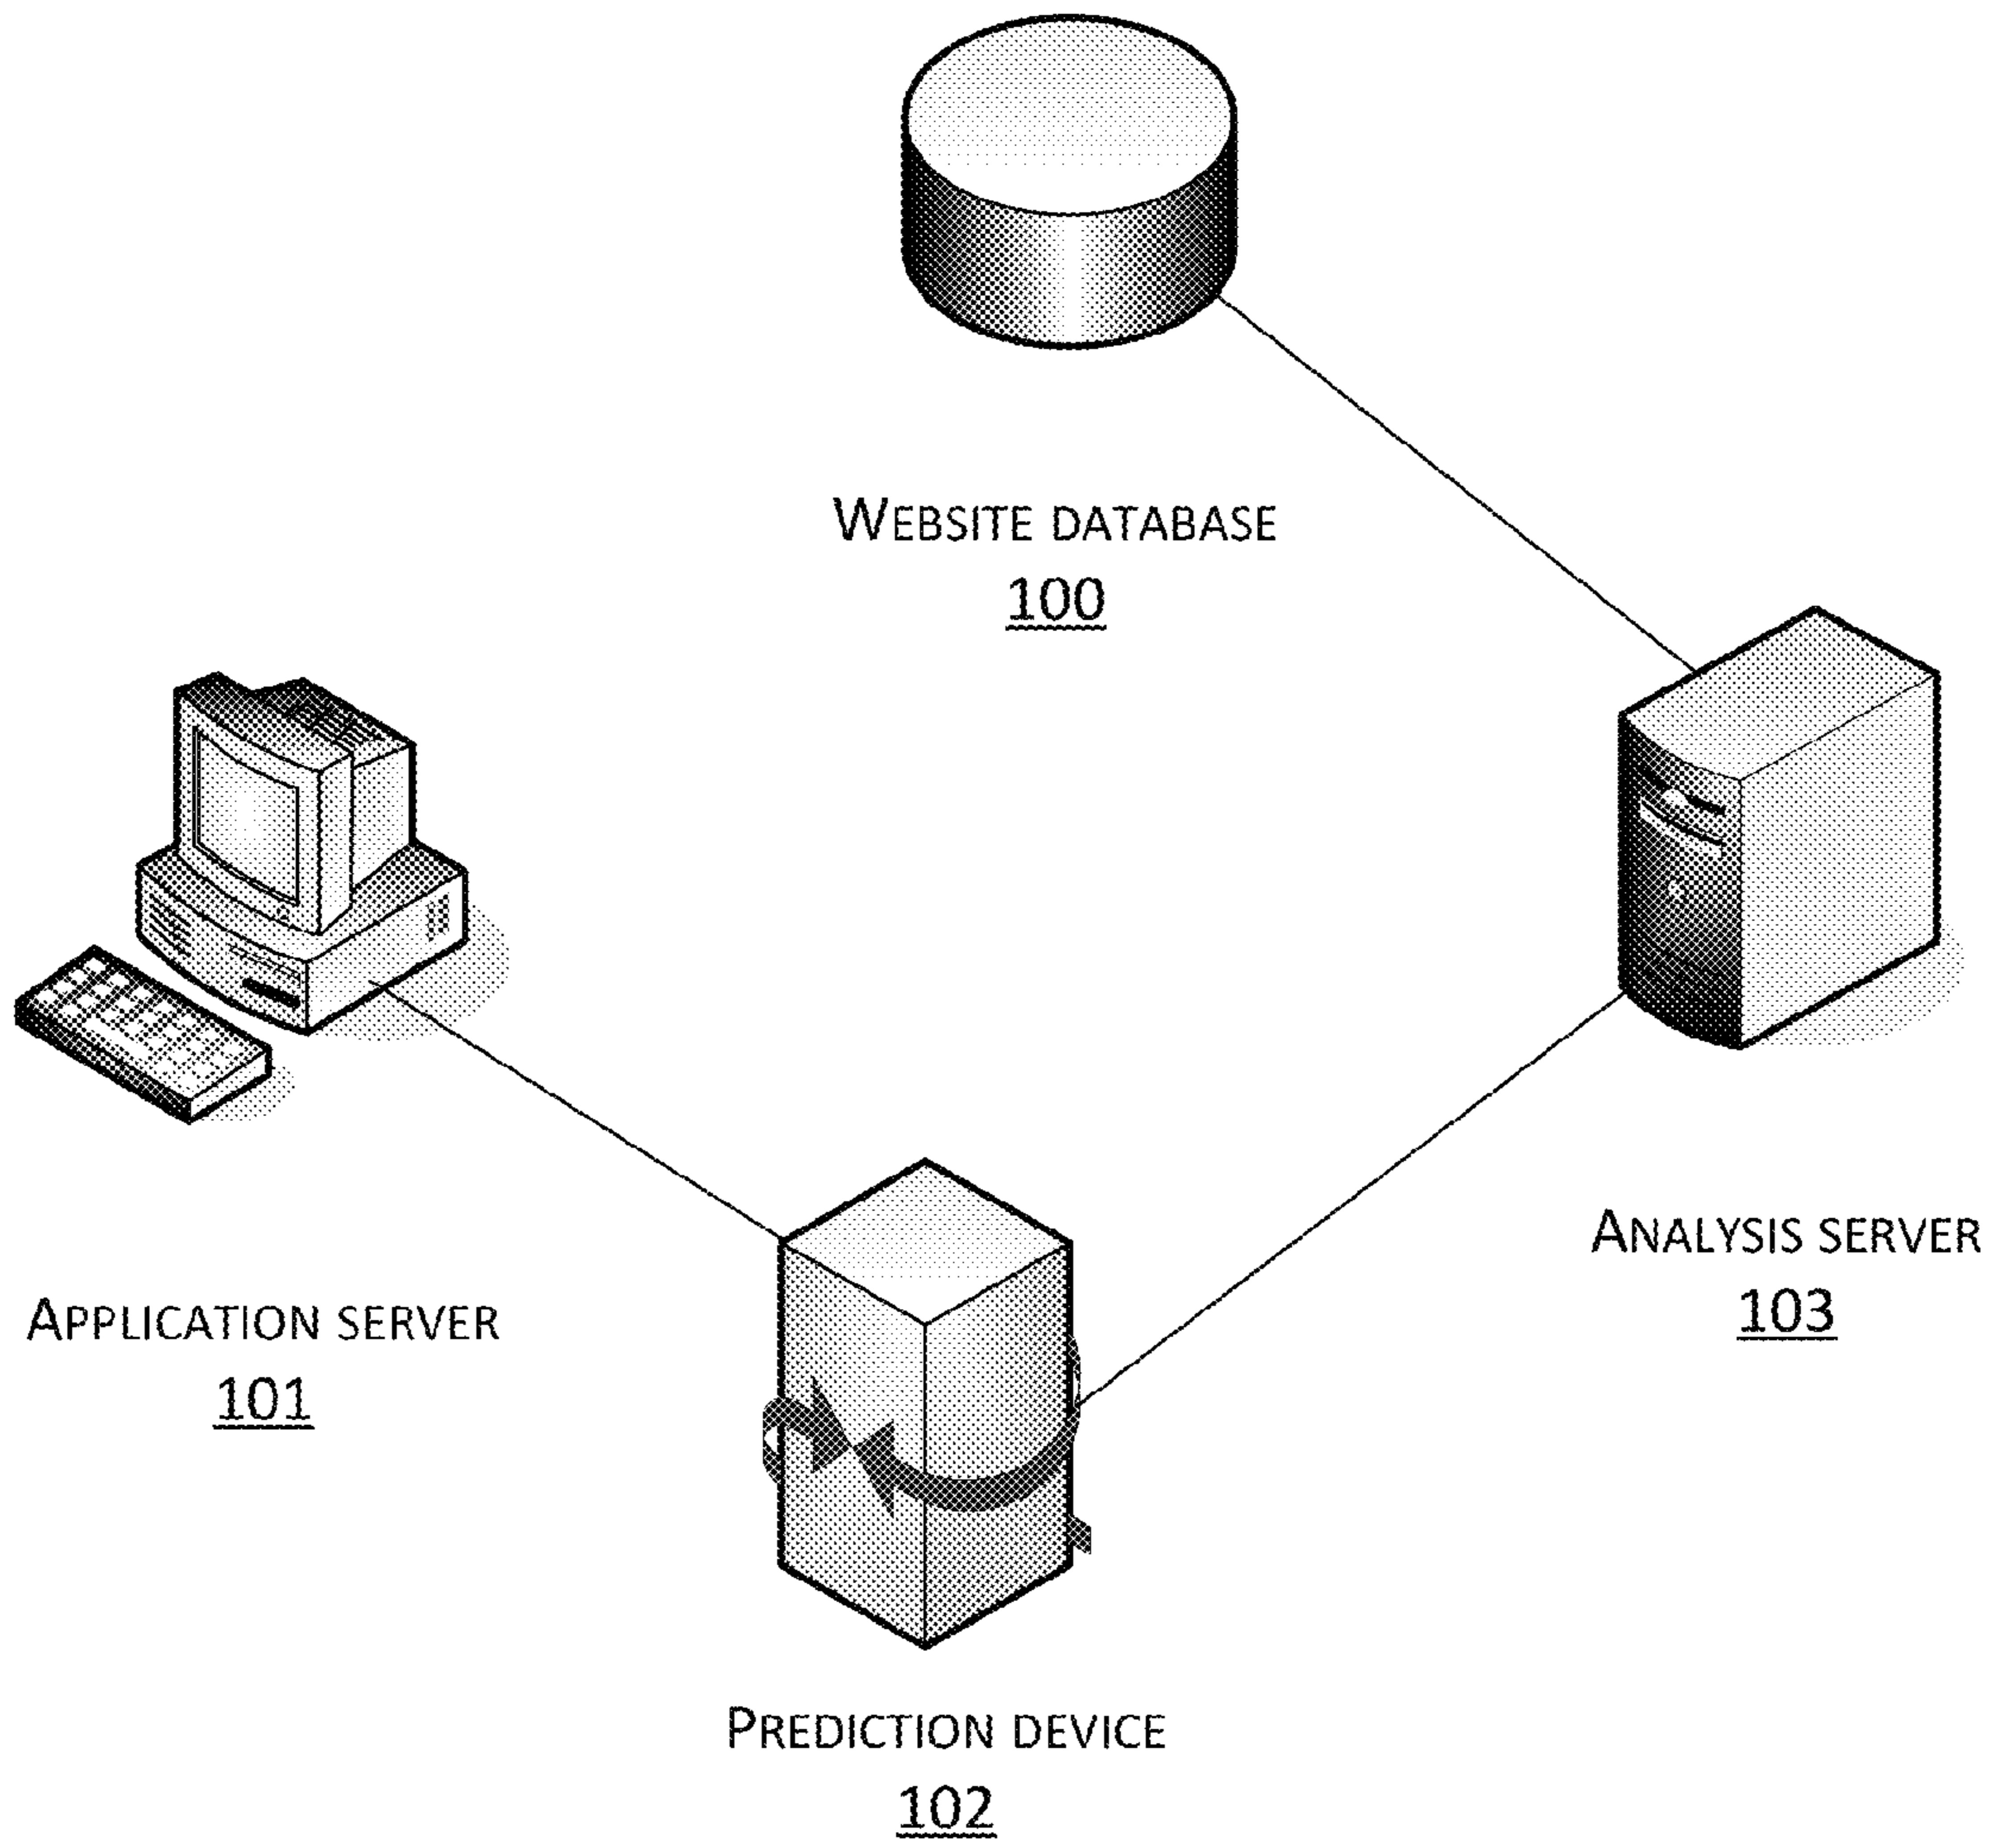 WEBSITE DATABASE
100
APPLICATION SERVER
101
ANALYSIS SERVER
103
PREDICTION DEVICE
102